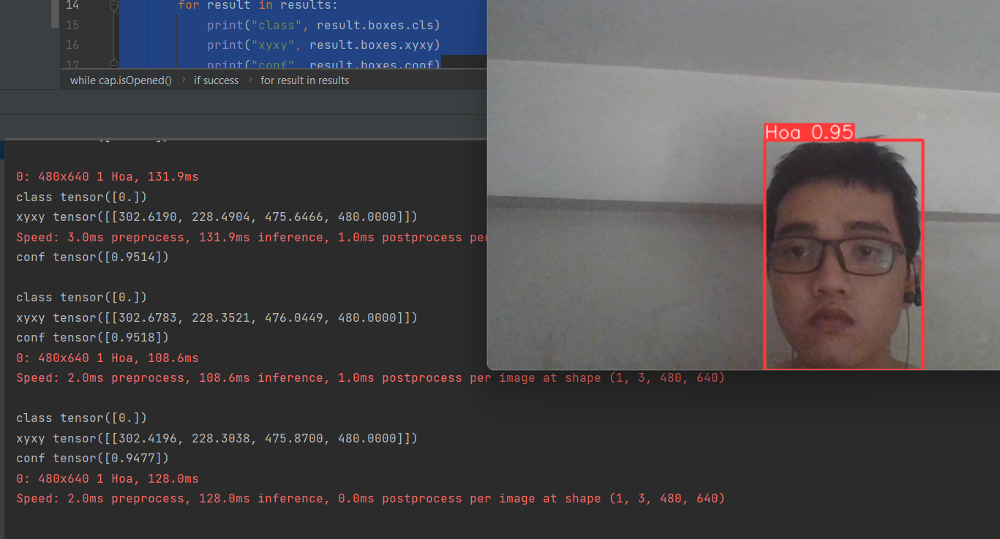 14 for result in results:
15 print("class", result.boxes.cls)
16 print("xyxy", result.boxes.xyxy)
17 print("conf", result.boxes.conf)
while cap.isOpened() › if success › for result in results
0: 480x640 1 Hoa, 131.9ms
class tensor([0.])
xyxy tensor([[302.6190, 228.4904, 475.6466, 480.0000]])
Speed: 3.0ms preprocess, 131.9ms inference, 1.0ms postprocess per
conf tensor([0.9514])
class tensor([0.])
xyxy tensor([[302.6783, 228.3521, 476.0449, 480.0000]])
conf tensor([0.9518])
0: 480x640 1 Hoa, 108.6ms
Speed: 2.0ms preprocess, 108.6ms inference, 1.0ms postprocess per image at shape (1, 3, 480, 640)
class tensor([0.])
xyxy tensor([[302.4196, 228.3038, 475.8700, 480.0000]])
conf tensor([0.9477])
0: 480x640 1 Hoa, 128.0ms
Speed: 2.0ms preprocess, 128.0ms inference, 0.0ms postprocess per image at shape (1, 3, 480, 640)
Hoa 0.95